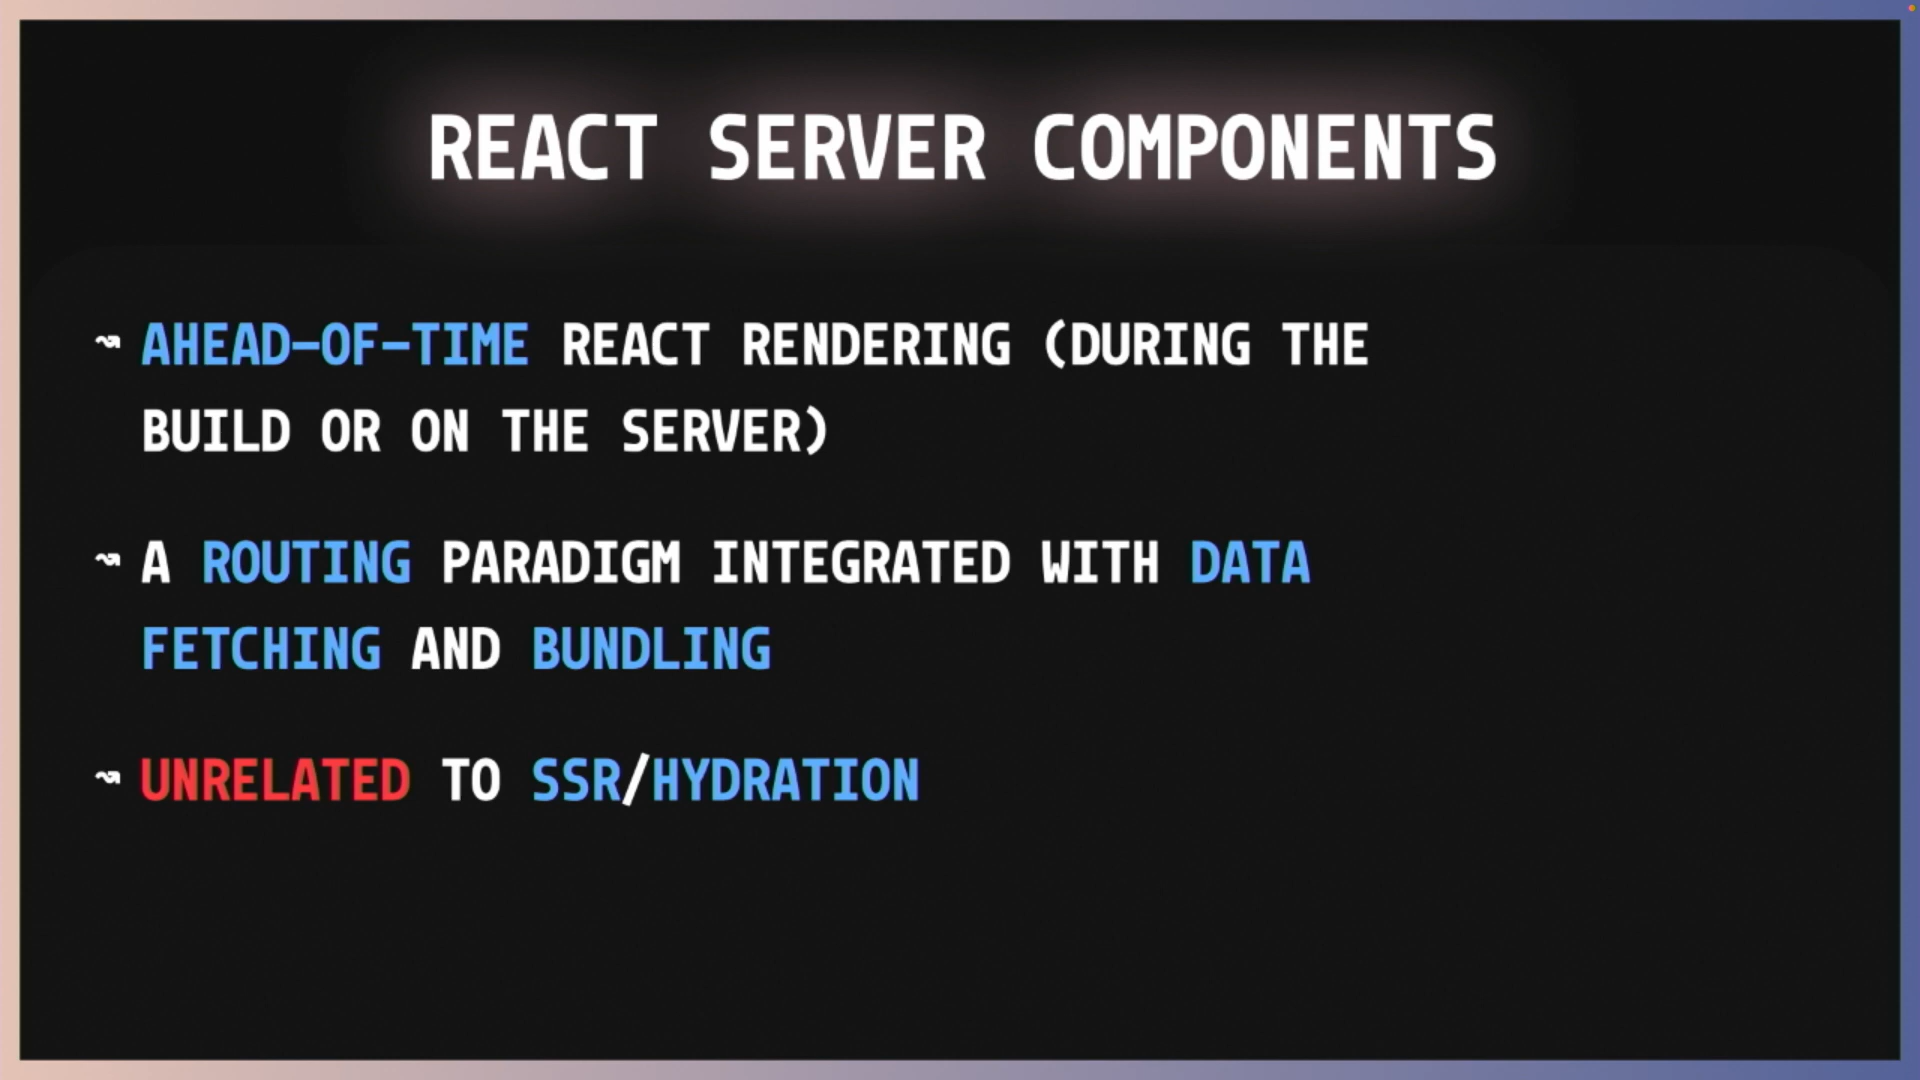 REACT SERVER COMPONENTS
↝ AHEAD-OF-TIME REACT RENDERING (DURING THE
BUILD OR ON THE SERVER)
↝ A ROUTING PARADIGM INTEGRATED WITH DATA
FETCHING AND BUNDLING
↝ UNRELATED TO SSR/HYDRATION